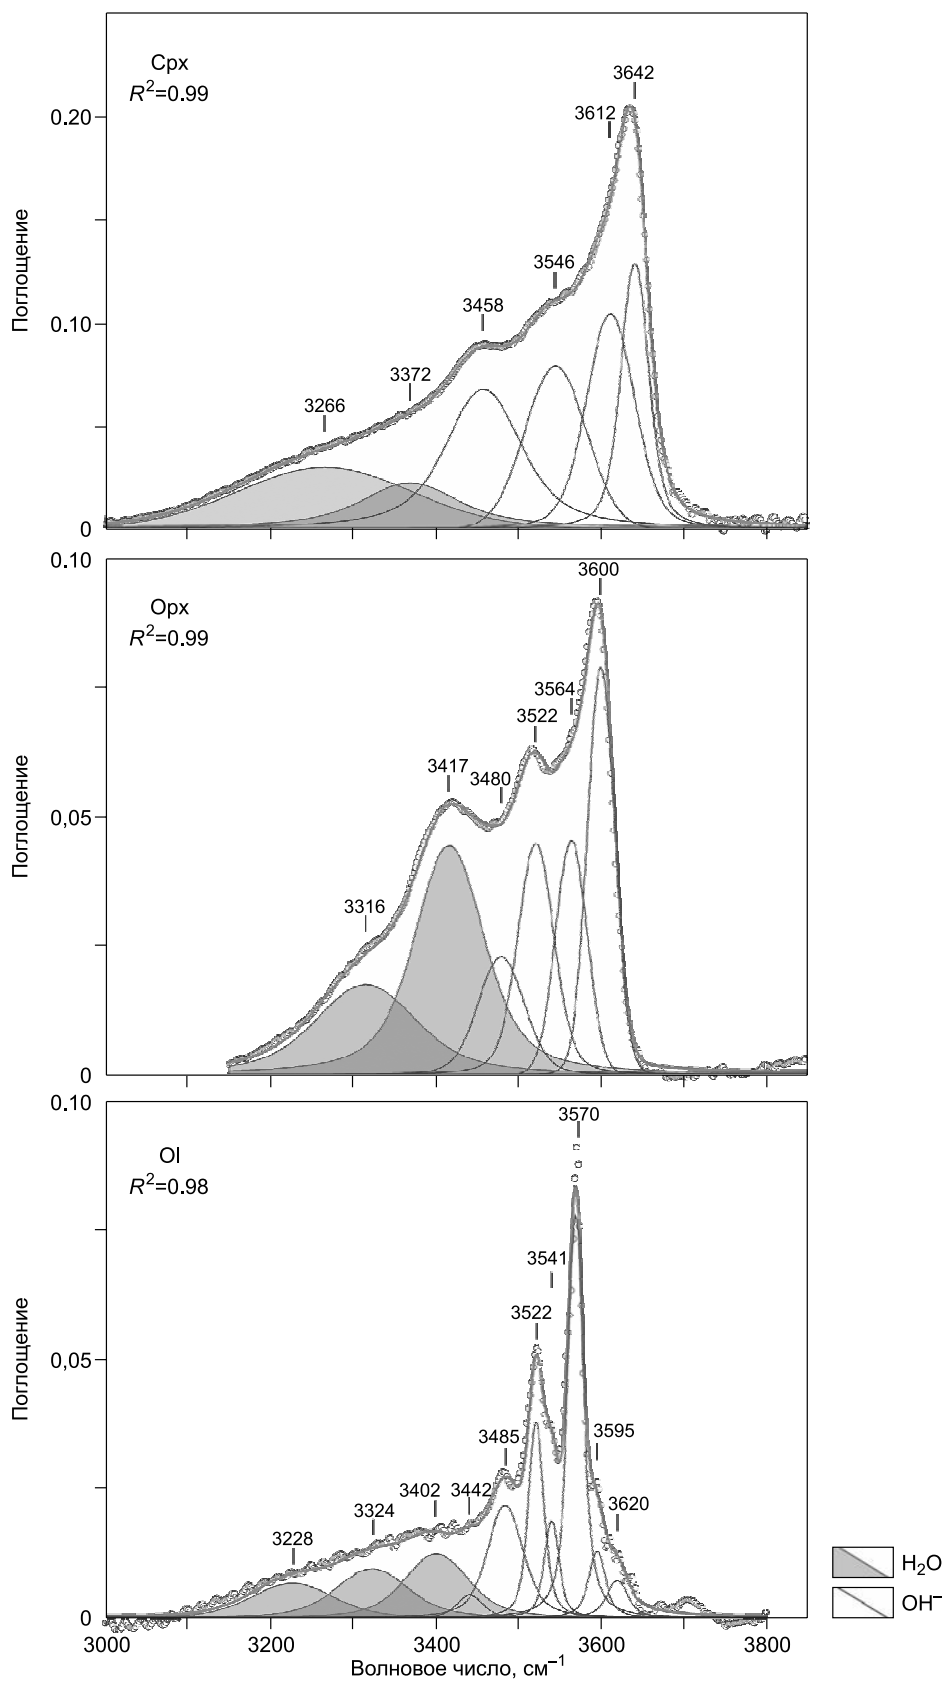 Cpx
R²=0.99
3642
3612
3546
3458
3372
3266
0.20
0.10
0
Поглощение
0.10
Opx
R²=0.99
3600
3564
3522
3417
3480
3316
0,05
0
Поглощение
0.10
Ol
R²=0.98
3570
3541
3522
3485
3595
3402
3442
3324
3620
3228
0,05
0
Поглощение
3000 3200 3400 3600 3800
Волновое число, см⁻¹
H₂O
OH⁻